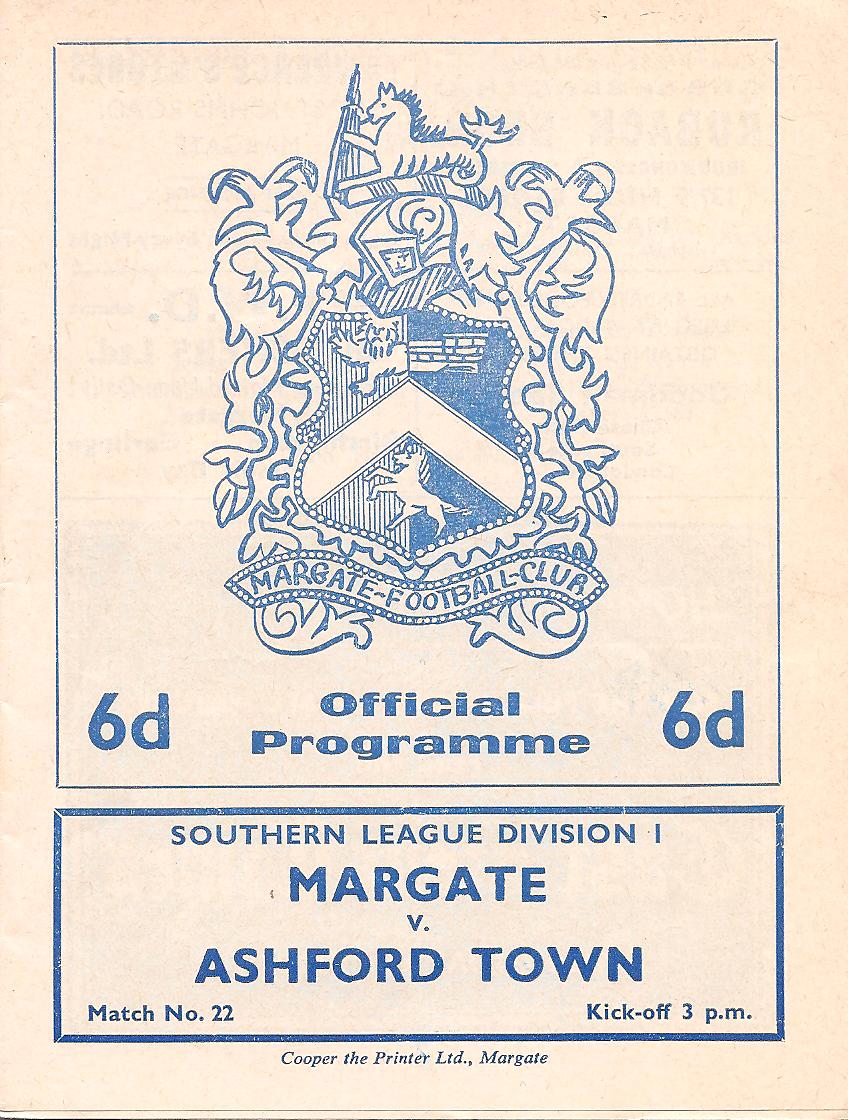 MARGATE-FOOTBALL-CLUB
6d
Official
Programme
6d
SOUTHERN LEAGUE DIVISION I
MARGATE
v.
ASHFORD TOWN
Match No. 22
Kick-off 3 p.m.
Cooper the Printer Ltd., Margate